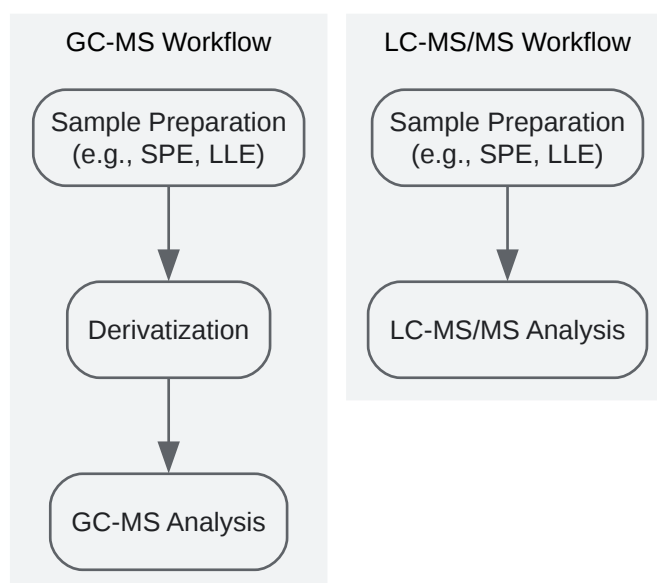 GC-MS Workflow
Sample Preparation
(e.g., SPE, LLE)
Derivatization
GC-MS Analysis
LC-MS/MS Workflow
Sample Preparation
(e.g., SPE, LLE)
LC-MS/MS Analysis